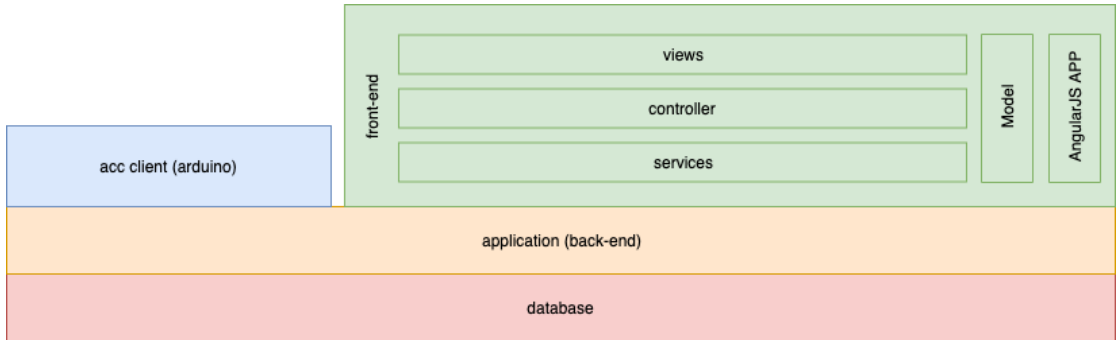 views
front-end
controller
services
Model
AngularJS APP
acc client (arduino)
application (back-end)
database